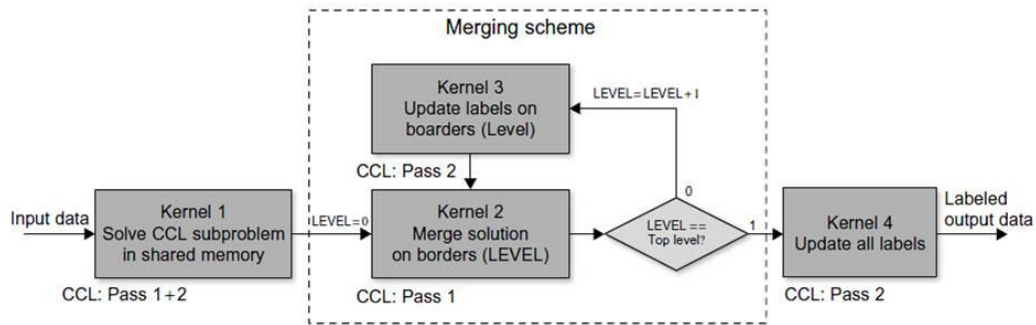 Merging scheme
Kernel 3
Update labels on
boarders (Level)
LEVEL=LEVEL+1
CCL: Pass 2
0
Input data
Kernel 1
Solve CCL subproblem
in shared memory
LEVEL=0
Kernel 2
Merge solution
on borders (LEVEL)
LEVEL ==
Top level?
1
Kernel 4
Update all labels
Labeled
output data
CCL: Pass 1+2
CCL: Pass 1
CCL: Pass 2